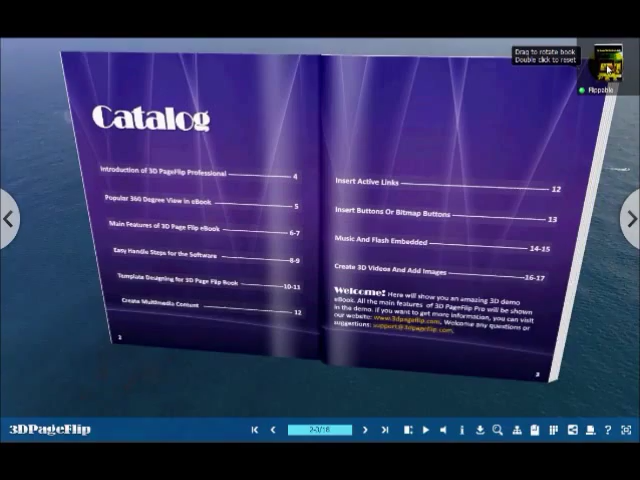 Drag to rotate book
Double click to reset
Flippable
Catalog
Introduction of 3D PageFlip Professional 4
Popular 360 Degree View in eBook 5
Main Features of 3D Page Flip eBook 6-7
Easy Handle Steps for the Software 8-9
Template Designing for 3D Page Flip Book 10-11
Create Multimedia Content 12
2
Insert Active Links 12
Insert Buttons Or Bitmap Buttons 13
Music And Flash Embedded 14-15
Create 3D Videos And Add Images 16-17
Welcome! Here will show you an amazing 3D demo
eBook. All the main features of 3D PageFlip Pro will be shown
in the demo. If you want to get more information, you can visit
our website: www.3dpageflip.com. Welcome any questions or
suggestions: support@3dpageflip.com.
3
3DPageFlip
2-3/16